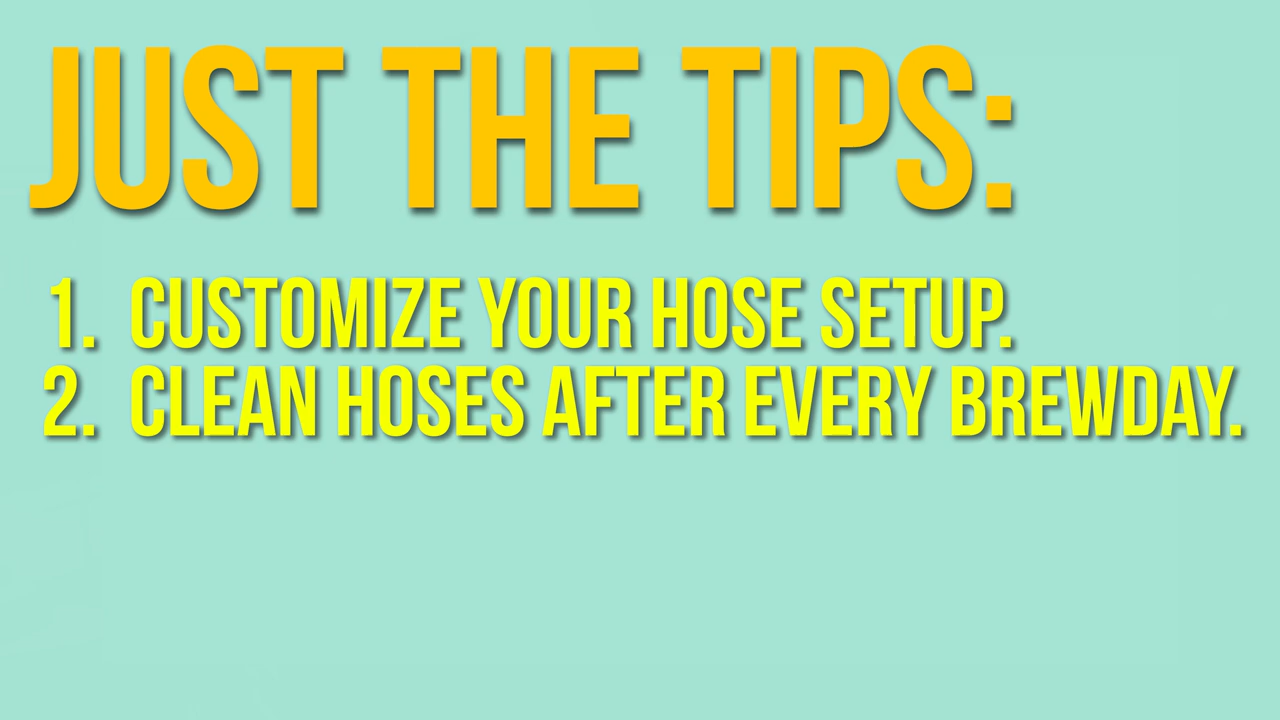 JUST THE TIPS:
1. CUSTOMIZE YOUR HOSE SETUP.
2. CLEAN HOSES AFTER EVERY BREWDAY.